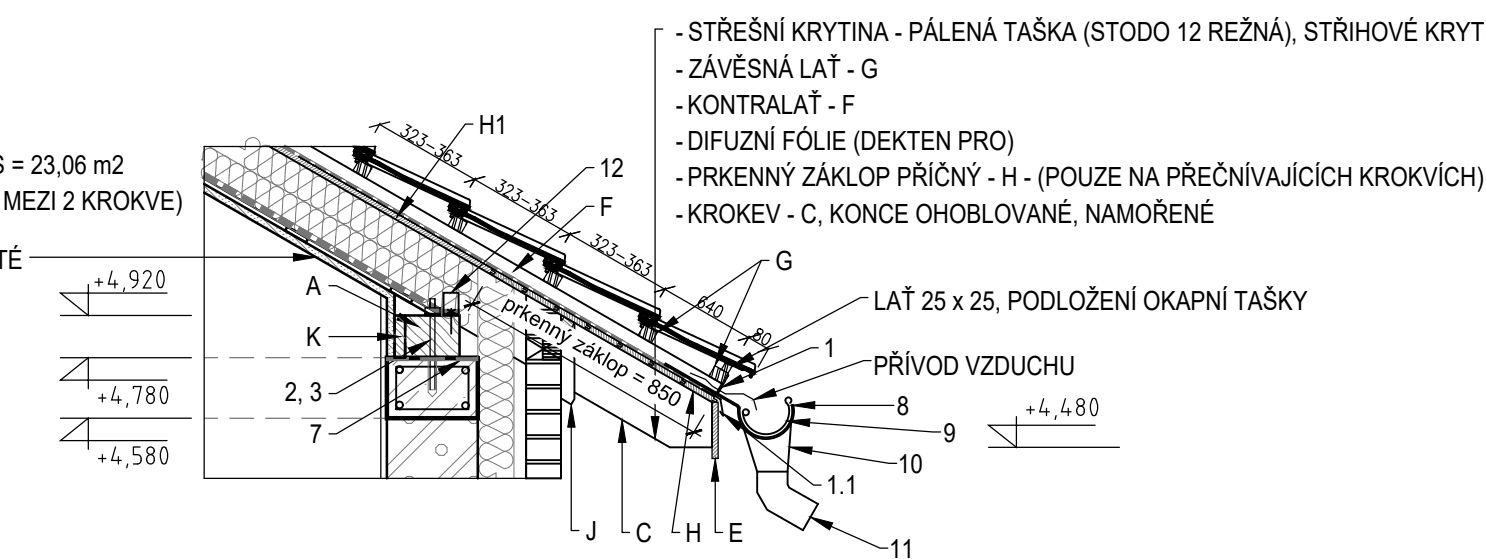 - STŘEŠNÍ KRYTINA - PÁLENÁ TAŠKA (STODO 12 REŽNÁ), STŘIHOVÉ KRYT
- ZÁVĚSNÁ LAŤ - G
- KONTRALAŤ - F
- DIFUZNÍ FÓLIE (DEKTEN PRO)
- PRKENNÝ ZÁKLOP PŘÍČNÝ - H - (POUZE NA PŘEČNÍVAJÍCÍCH KROKVÍCH)
- KROKEV - C, KONCE OHOBLOVANÉ, NAMOŘENÉ
S = 23,06 m2
MEZI 2 KROKVE)
TÉ
H1
12
F
323-363
323-363
323-363
323-363
640
80
G
LAŤ 25 x 25, PODLOŽENÍ OKAPNÍ TAŠKY
1
PŘÍVOD VZDUCHU
+4,920
A
K
+4,780
2, 3
7
+4,580
prkenný záklop = 850
8
9
10
+4,480
1.1
11
J
C
H
E